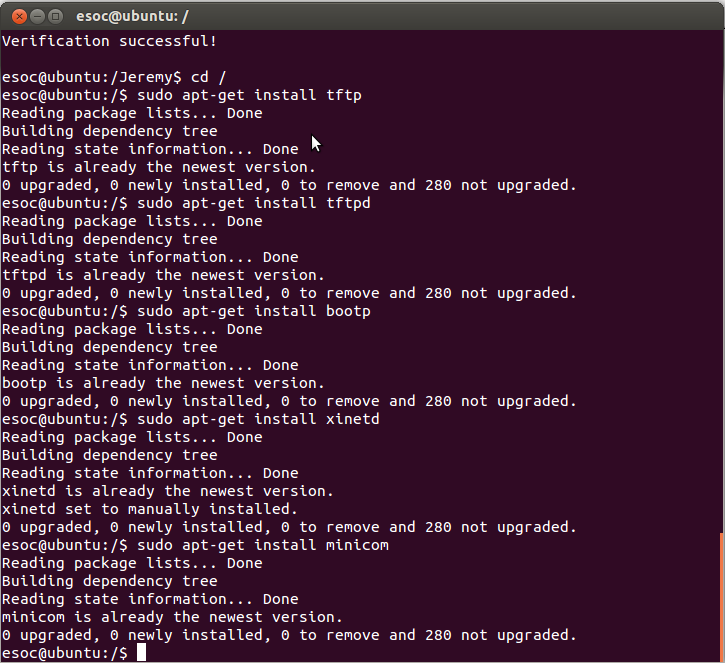 esoc@ubuntu: /
Verification successful!
esoc@ubuntu:/Jeremy$ cd /
esoc@ubuntu:/$ sudo apt-get install tftp
Reading package lists... Done
Building dependency tree
Reading state information... Done
tftp is already the newest version.
0 upgraded, 0 newly installed, 0 to remove and 280 not upgraded.
esoc@ubuntu:/$ sudo apt-get install tftpd
Reading package lists... Done
Building dependency tree
Reading state information... Done
tftpd is already the newest version.
0 upgraded, 0 newly installed, 0 to remove and 280 not upgraded.
esoc@ubuntu:/$ sudo apt-get install bootp
Reading package lists... Done
Building dependency tree
Reading state information... Done
bootp is already the newest version.
0 upgraded, 0 newly installed, 0 to remove and 280 not upgraded.
esoc@ubuntu:/$ sudo apt-get install xinetd
Reading package lists... Done
Building dependency tree
Reading state information... Done
xinetd is already the newest version.
xinetd set to manually installed.
0 upgraded, 0 newly installed, 0 to remove and 280 not upgraded.
esoc@ubuntu:/$ sudo apt-get install minicom
Reading package lists... Done
Building dependency tree
Reading state information... Done
minicom is already the newest version.
0 upgraded, 0 newly installed, 0 to remove and 280 not upgraded.
esoc@ubuntu:/$